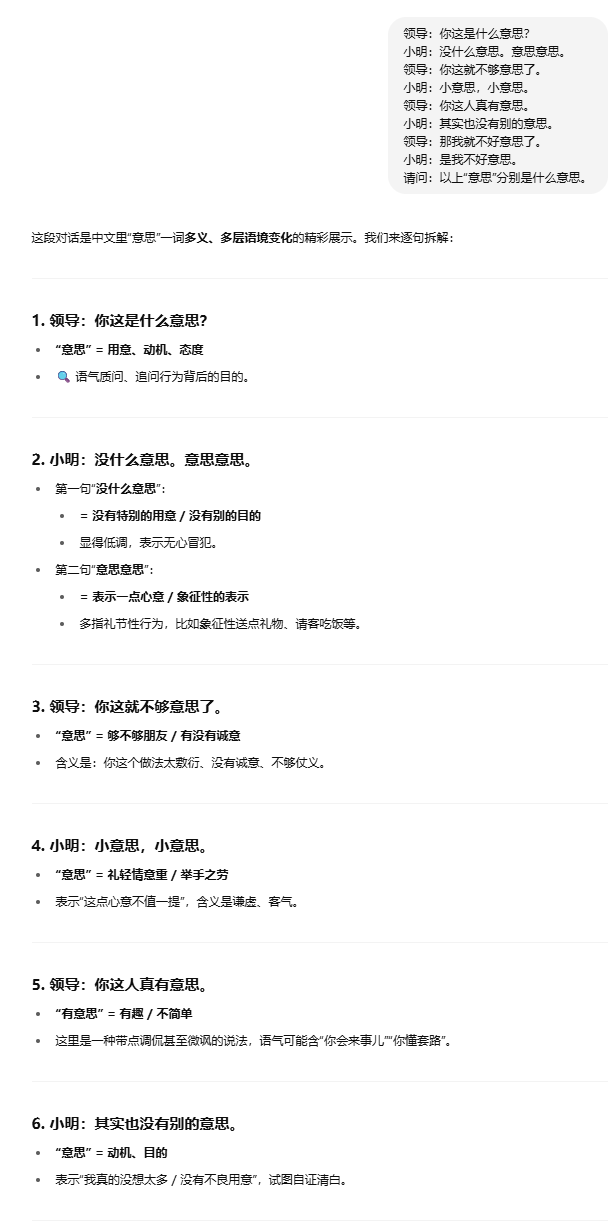 领导：你这是什么意思？
小明：没什么意思。意思意思。
领导：你这就不够意思了。
小明：小意思，小意思。
领导：你这人真有意思。
小明：其实也没有别的意思。
领导：那我就不好意思了。
小明：是我不好意思。
请问：以上“意思”分别是什么意思。
这段对话是中文里“意思”一词多义、多层语境变化的精彩展示。我们来逐句拆解：
1. 领导：你这是什么意思？
“意思” = 用意、动机、态度
🔍 语气质问、追问行为背后的目的。
2. 小明：没什么意思。意思意思。
第一句“没什么意思”：
= 没有特别的用意 / 没有别的目的
显得低调，表示无心冒犯。
第二句“意思意思”：
= 表示一点心意 / 象征性的表示
多指礼节性行为，比如象征性送点礼物、请客吃饭等。
3. 领导：你这就不够意思了。
“意思” = 够不够朋友 / 有没有诚意
含义是：你这个做法太敷衍、没有诚意、不够仗义。
4. 小明：小意思，小意思。
“意思” = 礼轻情意重 / 举手之劳
表示“这点心意不值一提”，含义是谦虚、客气。
5. 领导：你这人真有意思。
“有意思” = 有趣 / 不简单
这里是一种带点调侃甚至微讽的说法，语气可能含“你会来事儿”“你懂套路”。
6. 小明：其实也没有别的意思。
“意思” = 动机、目的
表示“我真的没想太多 / 没有不良用意”，试图自证清白。